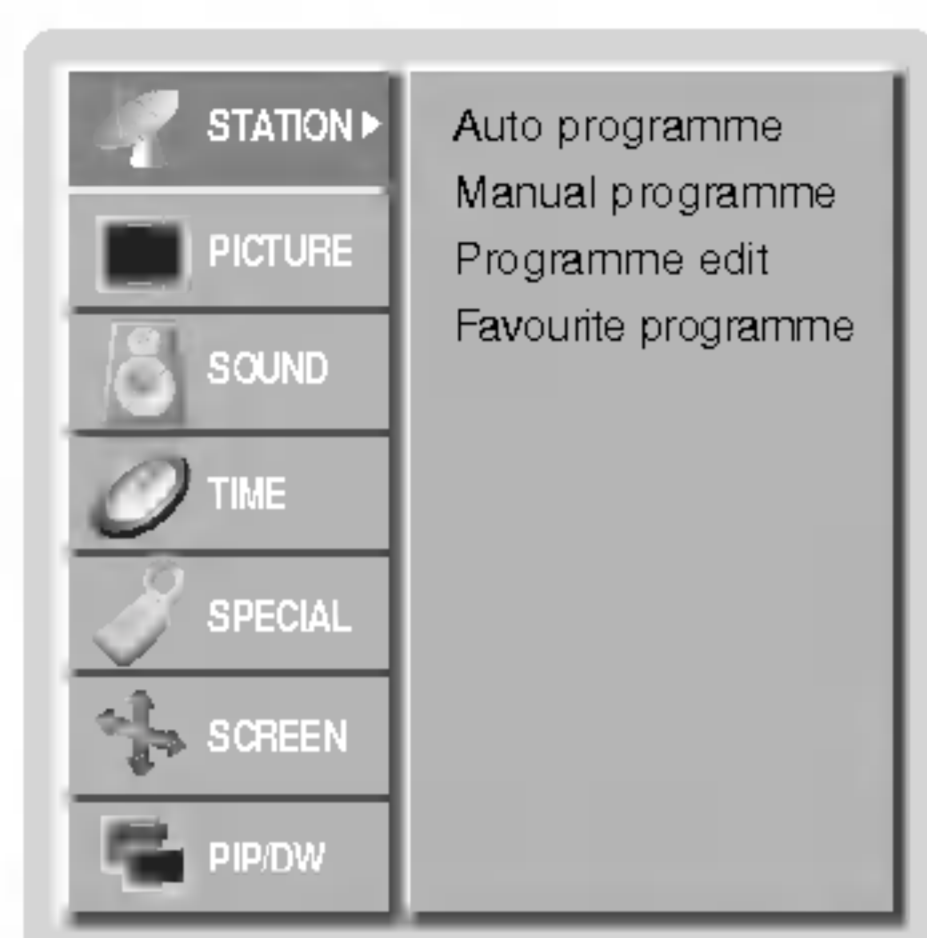 STATION
PICTURE
SOUND
TIME
SPECIAL
SCREEN
PIP/DW
Auto programme
Manual programme
Programme edit
Favourite programme